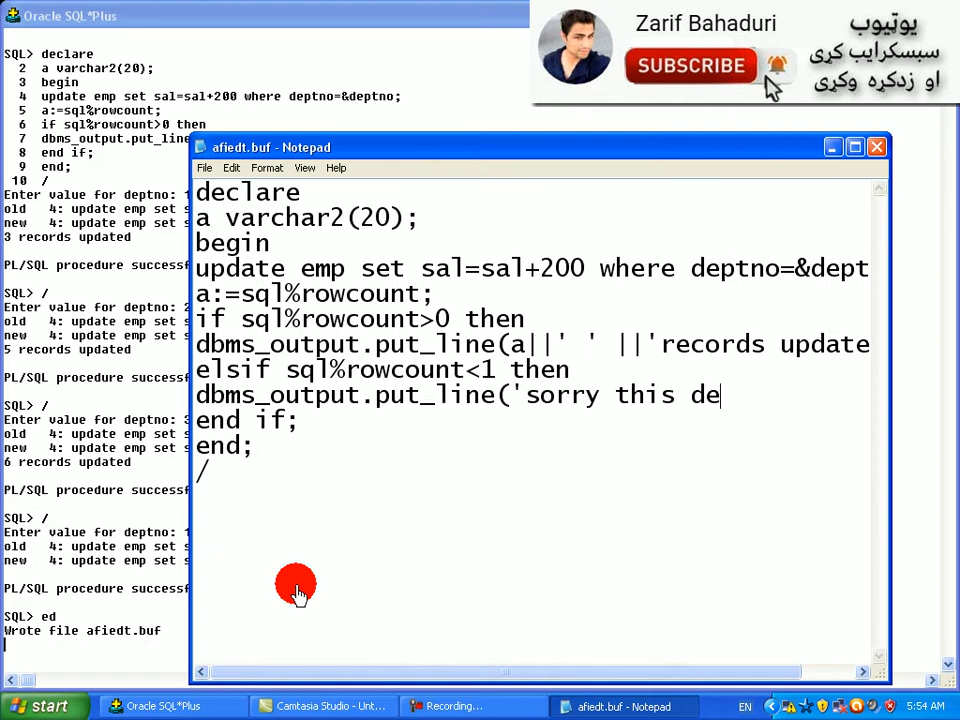 Oracle SQL*Plus
Zarif Bahaduri
SUBSCRIBE
یوټیوب
سبسکرایب کړی
او زدکړه وکړی
SQL> declare
2 a varchar2(20);
3 begin
4 update emp set sal=sal+200 where deptno=&deptno;
5 a:=sql%rowcount;
6 if sql%rowcount>0 then
7 dbms_output.put_line
8 end if;
9 end;
10 /
Enter value for deptno: 1
old 4: update emp set s
new 4: update emp set s
3 records updated
PL/SQL procedure successf
SQL> /
Enter value for deptno: 2
old 4: update emp set s
new 4: update emp set s
5 records updated
PL/SQL procedure successf
SQL> /
Enter value for deptno: 3
old 4: update emp set s
new 4: update emp set s
6 records updated
PL/SQL procedure successf
SQL> /
Enter value for deptno: 1
old 4: update emp set s
new 4: update emp set s
PL/SQL procedure successf
SQL> ed
Wrote file afiedt.buf
afiedt.buf - Notepad
File Edit Format View Help
declare
a varchar2(20);
begin
update emp set sal=sal+200 where deptno=&dept
a:=sql%rowcount;
if sql%rowcount>0 then
dbms_output.put_line(a||' ' ||'records update
elsif sql%rowcount<1 then
dbms_output.put_line('sorry this de
end if;
end;
/
start
Oracle SQL*Plus
Camtasia Studio - Unt...
Recording...
afiedt.buf - Notepad
EN
5:54 AM